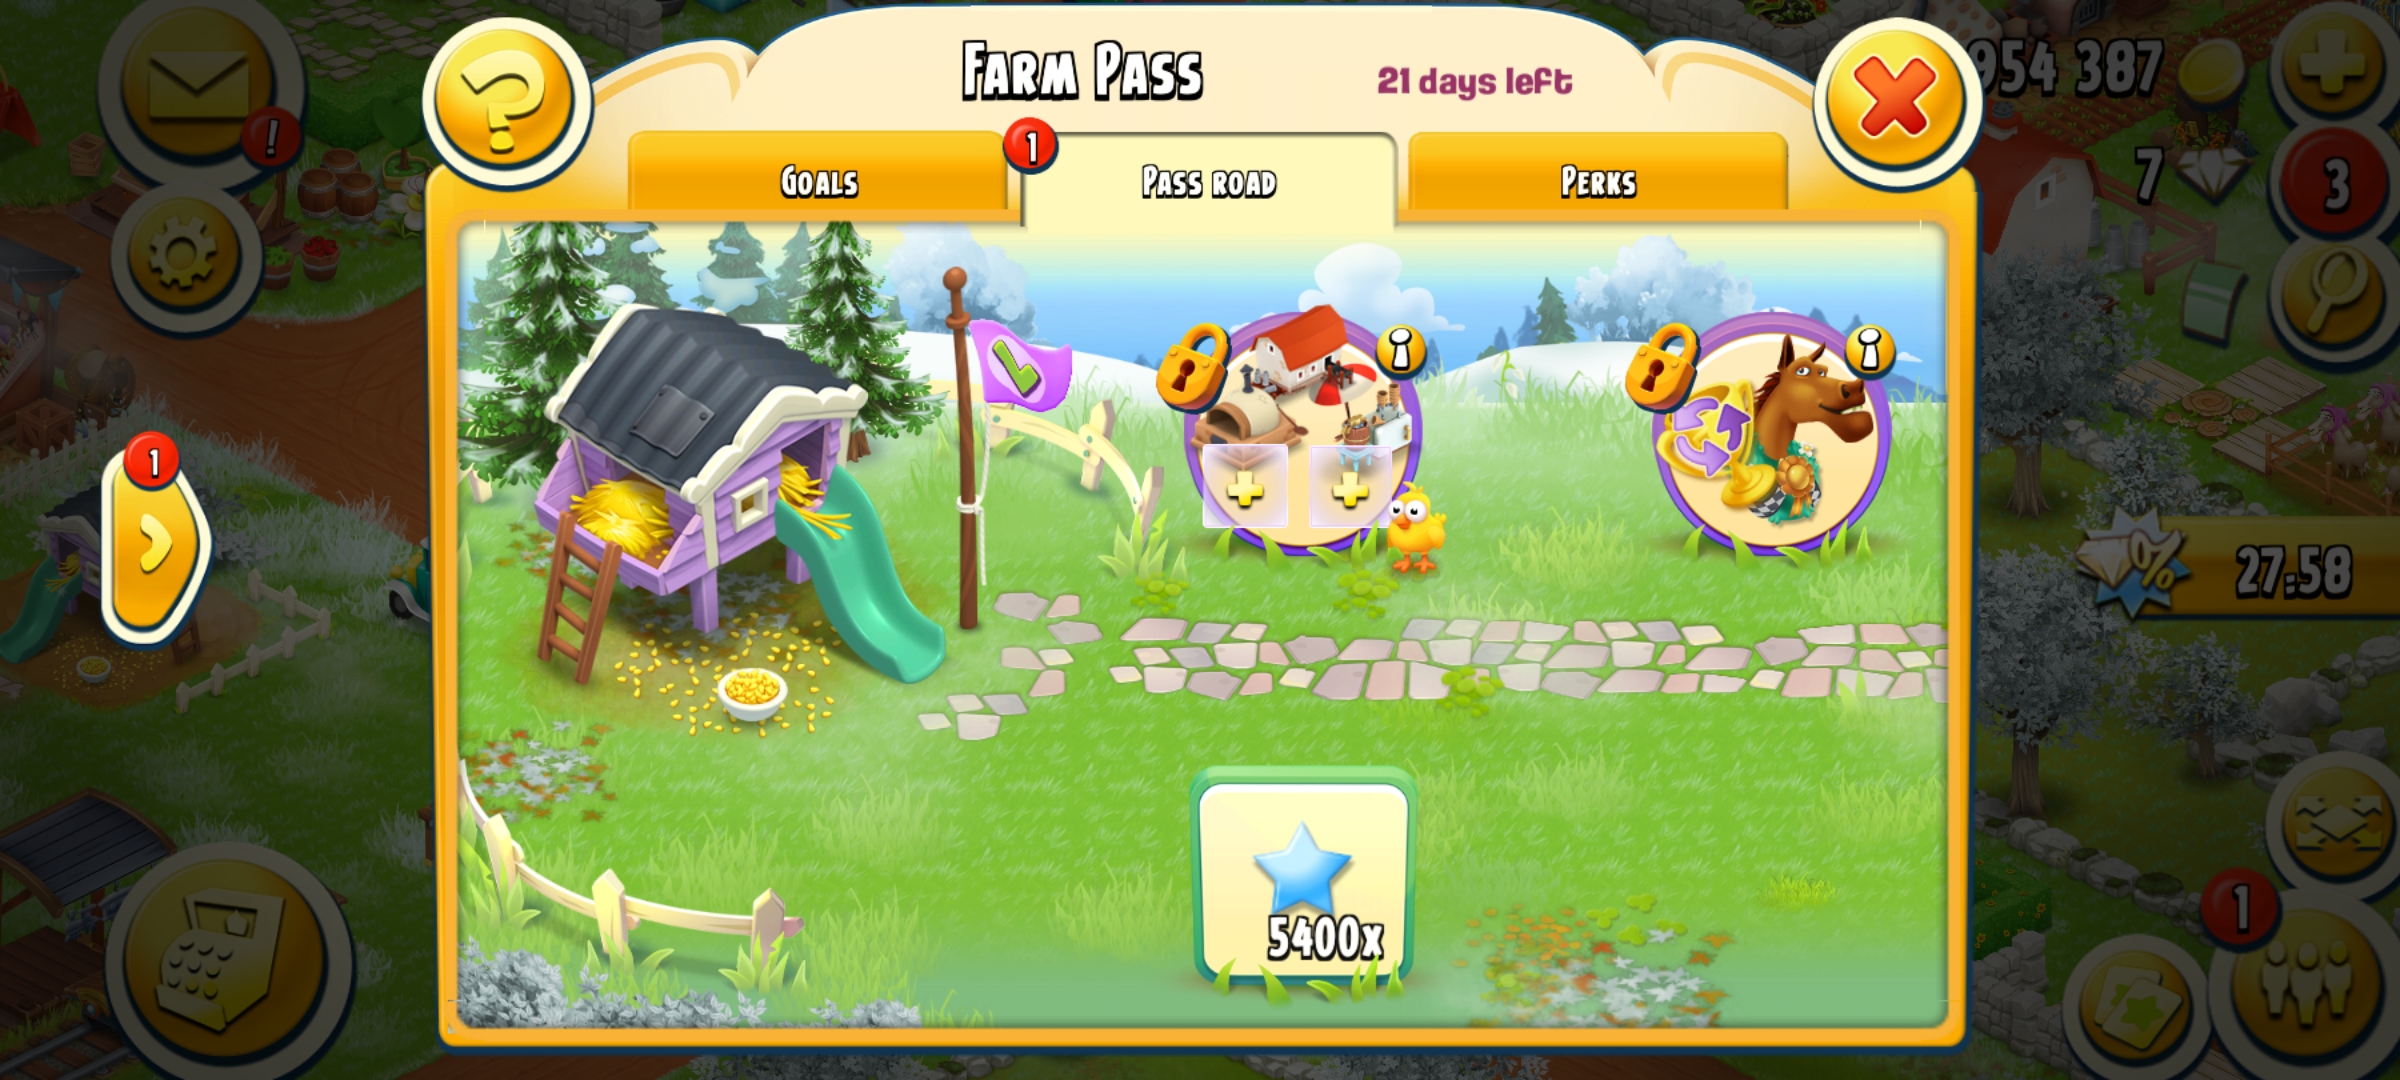 FARM PASS
21 days left
954 387
!
1
GOALS
PASS ROAD
PERKS
7
3
1
0%
27:58
5400x
1